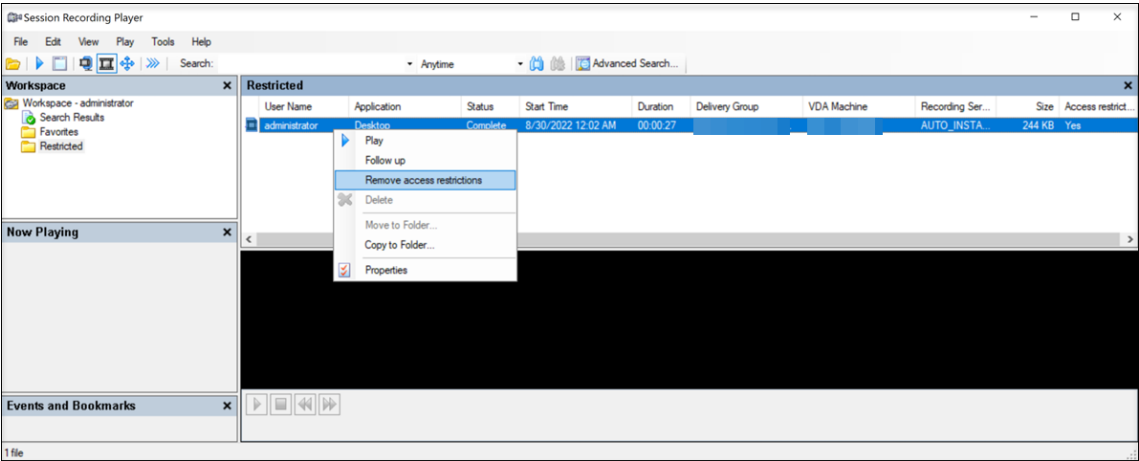 Session Recording Player
File Edit View Play Tools Help
Search: Anytime Advanced Search...
Workspace
Workspace - administrator
Search Results
Favorites
Restricted
Restricted
User Name Application Status Start Time Duration Delivery Group VDA Machine Recording Ser... Size Access restrict...
administrator Desktop Complete 8/30/2022 12:02 AM 00:00:27 AUTO_INSTA... 244 KB Yes
Play
Follow up
Remove access restrictions
Delete
Move to Folder...
Copy to Folder...
Properties
Now Playing
Events and Bookmarks
1 file